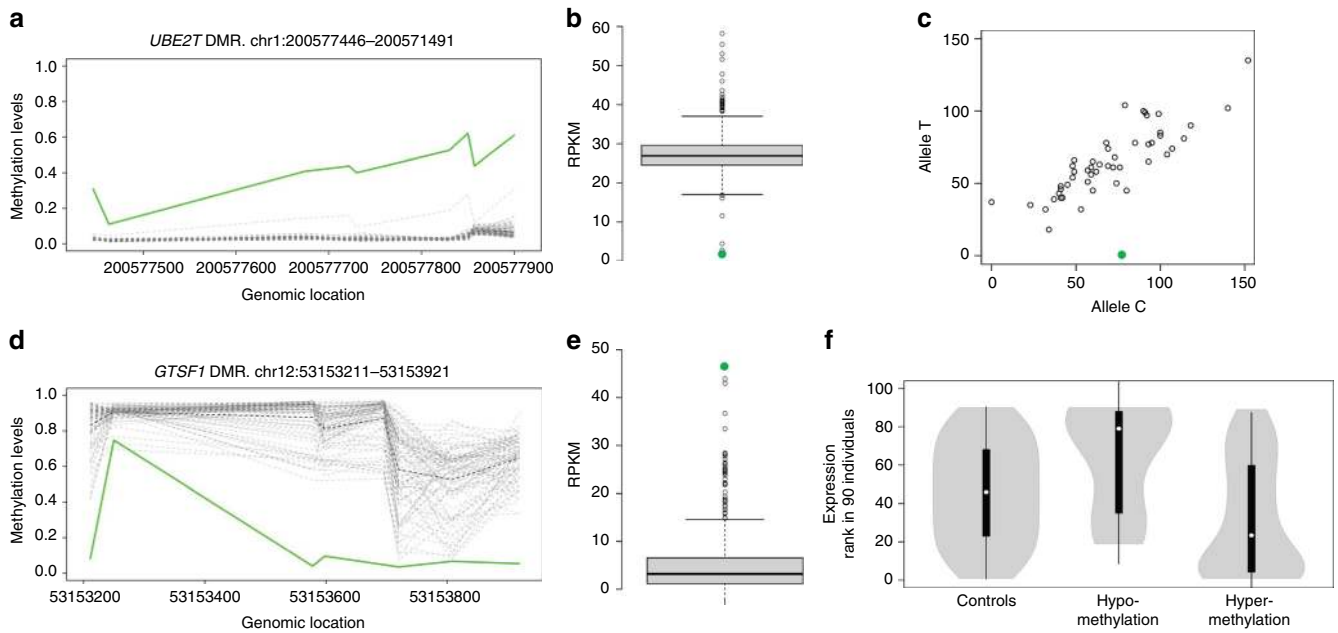 a
UBE2T DMR. chr1:200577446–200571491
Methylation levels
1.0
0.8
0.6
0.4
0.2
0.0
200577500 200577600 200577700 200577800 200577900
Genomic location
b
RPKM
60
50
40
30
20
10
0
c
Allele T
150
100
50
0
0 50 100 150
Allele C
d
GTSF1 DMR. chr12:53153211–53153921
Methylation levels
1.0
0.8
0.6
0.4
0.2
0.0
53153200 53153400 53153600 53153800
Genomic location
e
RPKM
50
40
30
20
10
0
f
Expression
rank in 90 individuals
100
80
60
40
20
0
Controls
Hypo-
methylation
Hyper-
methylation